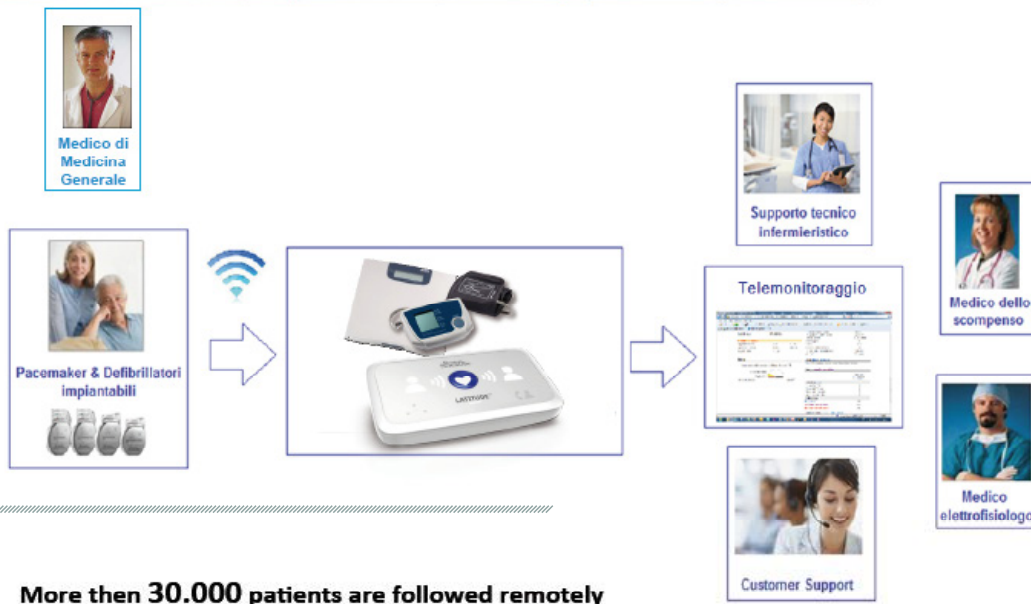 Medico di
Medicina
Generale
Supporto tecnico
infermieristico
Medico dello
scompenso
Pacemaker & Defibrillatori
impiantabili
LATITUDE
Telemonitoraggio
Medico
elettrofisiologo
Customer Support
More then 30.000 patients are followed remotely